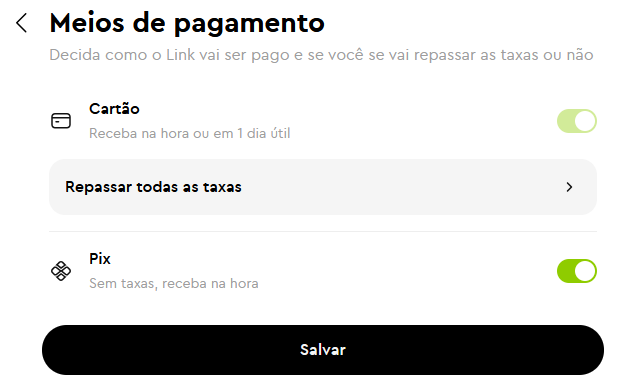 Meios de pagamento
Decida como o Link vai ser pago e se você se vai repassar as taxas ou não
Cartão
Receba na hora ou em 1 dia útil
Repassar todas as taxas
Pix
Sem taxas, receba na hora
Salvar